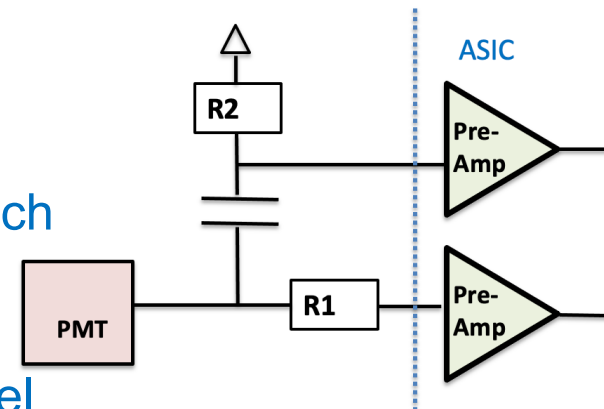 ASIC
R2
Pre-
Amp
ch
R1
Pre-
Amp
PMT
el